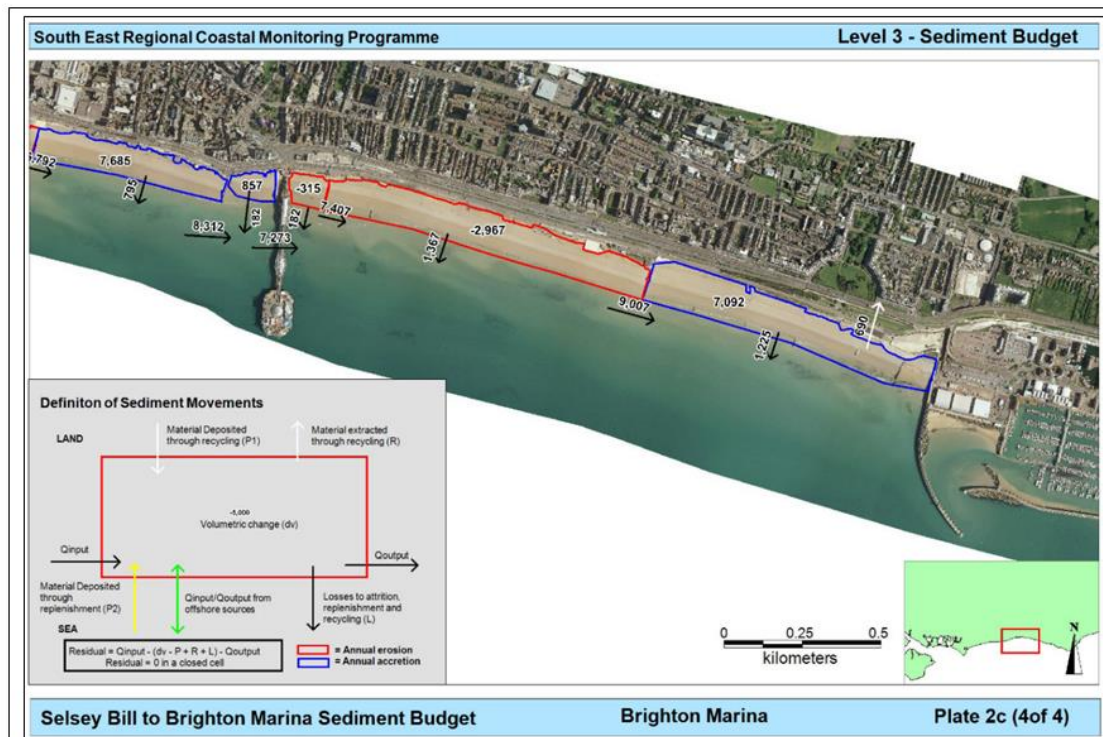 South East Regional Coastal Monitoring Programme
Level 3 - Sediment Budget
7,685
795
857
182
8,312
7,273
-315
182
7,407
-2,967
1,367
9,007
7,092
1,225
690
Definiton of Sediment Movements
LAND
Material Deposited
through recycling (P1)
Material extracted
through recycling (R)
Volumetric change (dv)
Qinput
Qoutput
Material Deposited
through
replenishment (P2)
Qinput/Qoutput from
offshore sources
Losses to attrition,
replenishment and
recycling (L)
SEA
Residual = Qinput - (dv - P + R + L) - Qoutput
Residual = 0 in a closed cell
= Annual erosion
= Annual accretion
0 0.25 0.5
kilometers
N
Selsey Bill to Brighton Marina Sediment Budget
Brighton Marina
Plate 2c (4of 4)